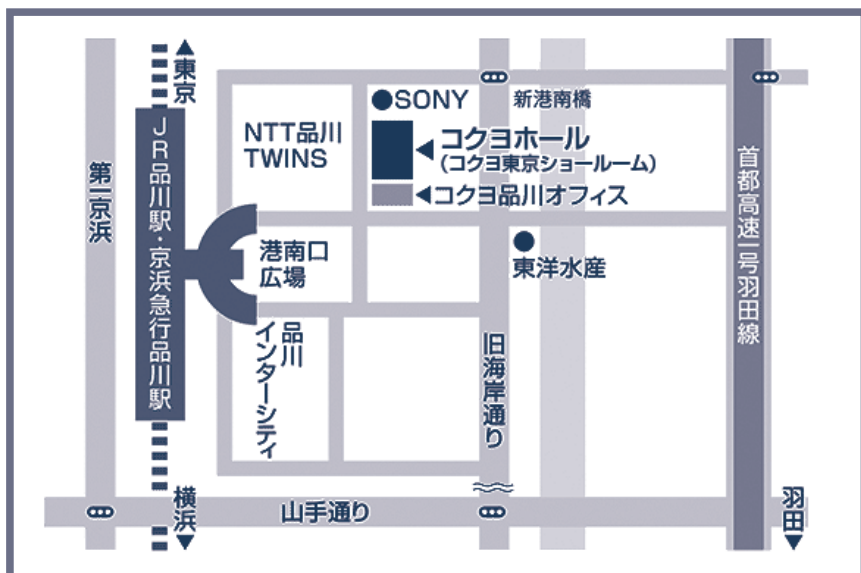 東京
SONY
新港南橋
NTT品川
TWINS
コクヨホール
(コクヨ東京ショールーム)
コクヨ品川オフィス
第一京浜
JR品川駅・京浜急行品川駅
首都高速一号羽田線
港南口
広場
東洋水産
品川
インターシティ
旧海岸通り
横浜
山手通り
羽田